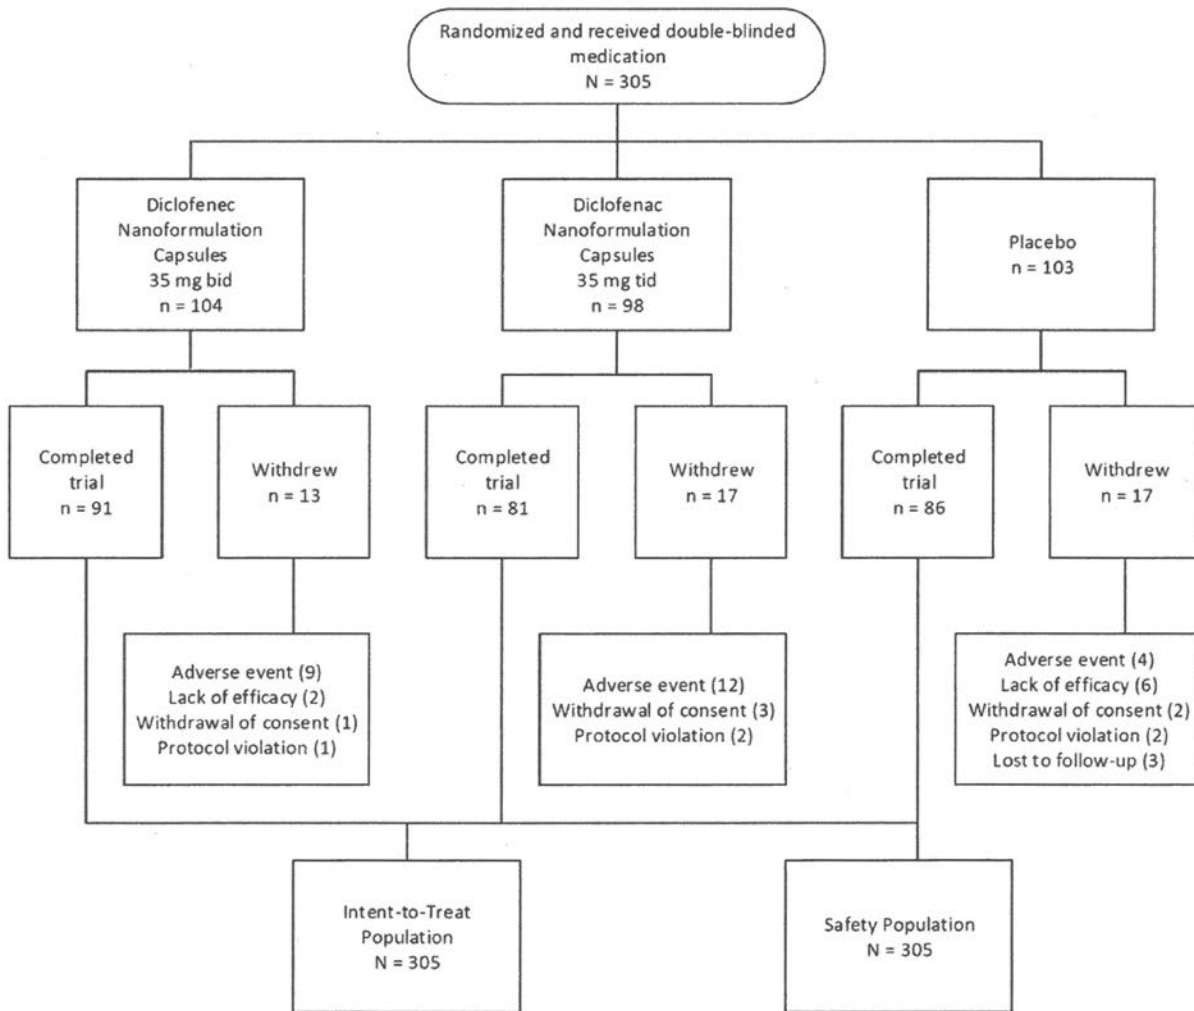 Randomized and received double-blinded
medication
N = 305
Diclofenec
Nanoformulation
Capsules
35 mg bid
n = 104
Diclofenac
Nanoformulation
Capsules
35 mg tid
n = 98
Placebo
n = 103
Completed
trial
n = 91
Withdrew
n = 13
Completed
trial
n = 81
Withdrew
n = 17
Completed
trial
n = 86
Withdrew
n = 17
Adverse event (9)
Lack of efficacy (2)
Withdrawal of consent (1)
Protocol violation (1)
Adverse event (12)
Withdrawal of consent (3)
Protocol violation (2)
Adverse event (4)
Lack of efficacy (6)
Withdrawal of consent (2)
Protocol violation (2)
Lost to follow-up (3)
Intent-to-Treat
Population
N = 305
Safety Population
N = 305